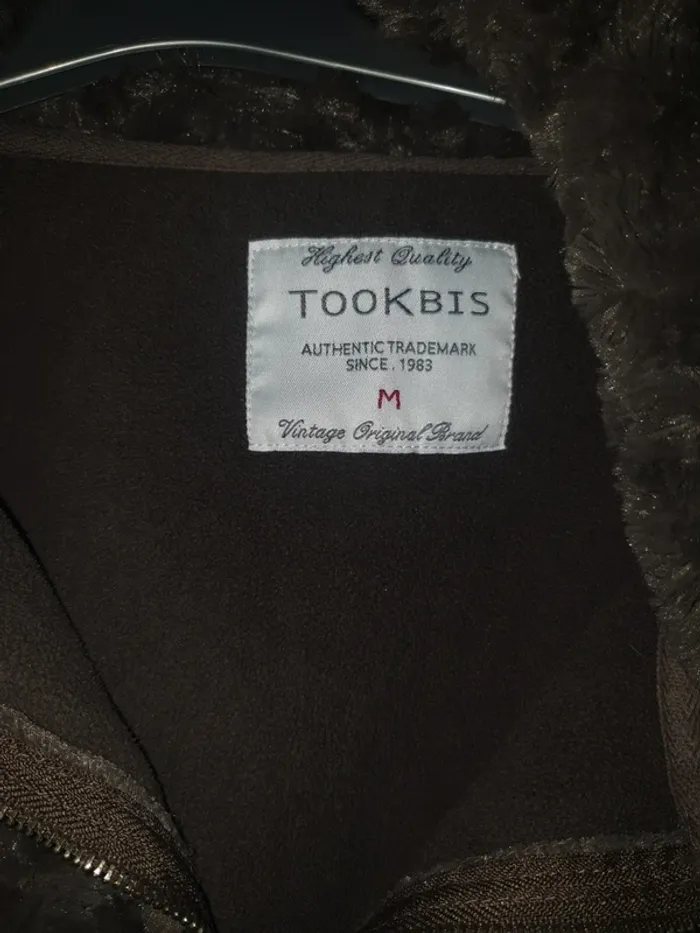 Highest Quality
TOOKBIS
AUTHENTIC TRADEMARK
SINCE . 1983
M
Vintage Original Brand